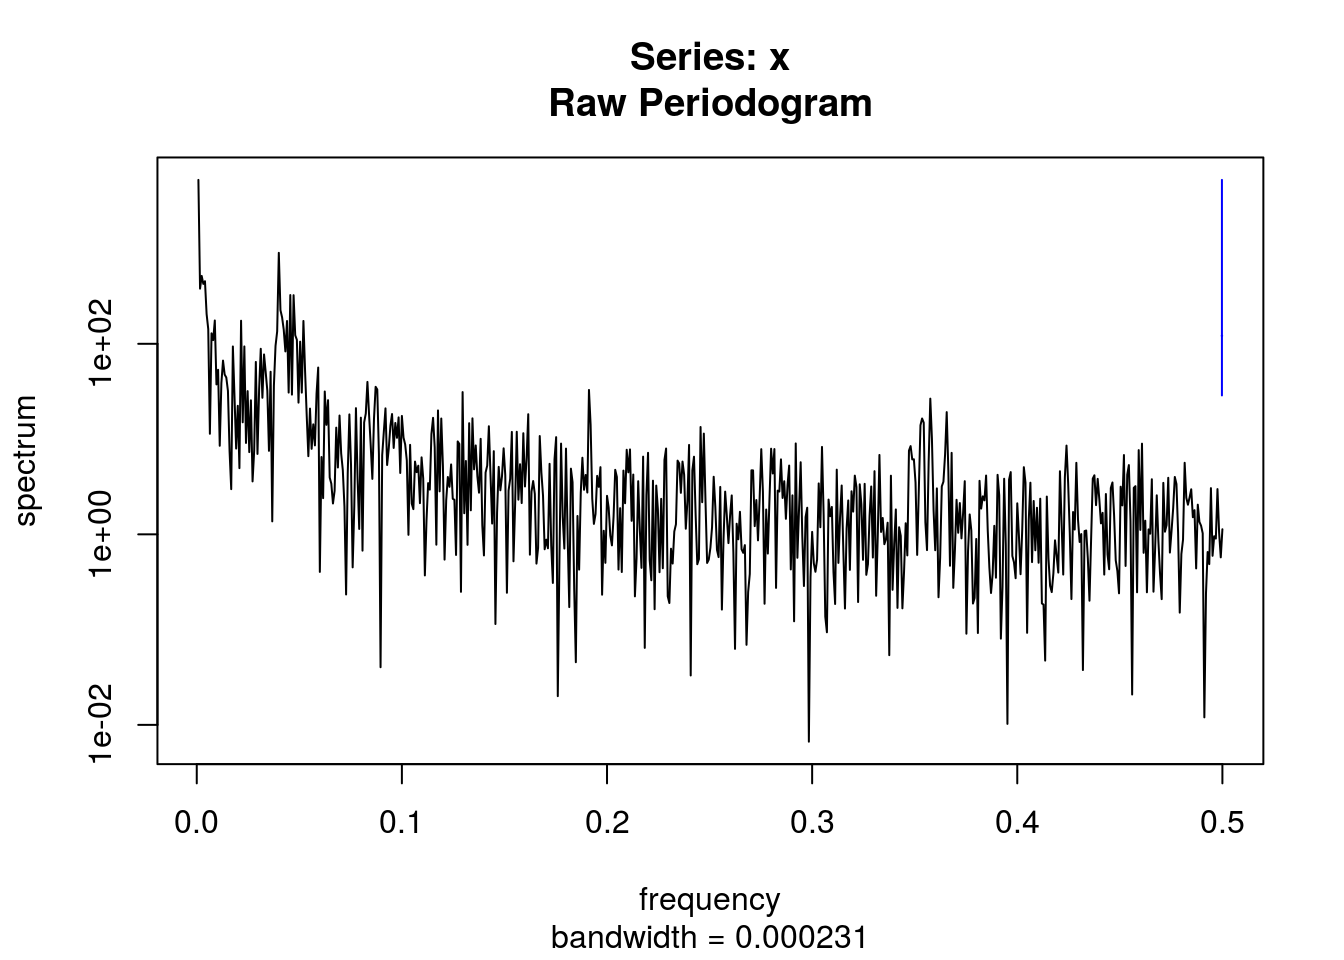 Series: x
Raw Periodogram
spectrum
1e+02
1e+00
1e-02
0.0 0.1 0.2 0.3 0.4 0.5
frequency
bandwidth = 0.000231